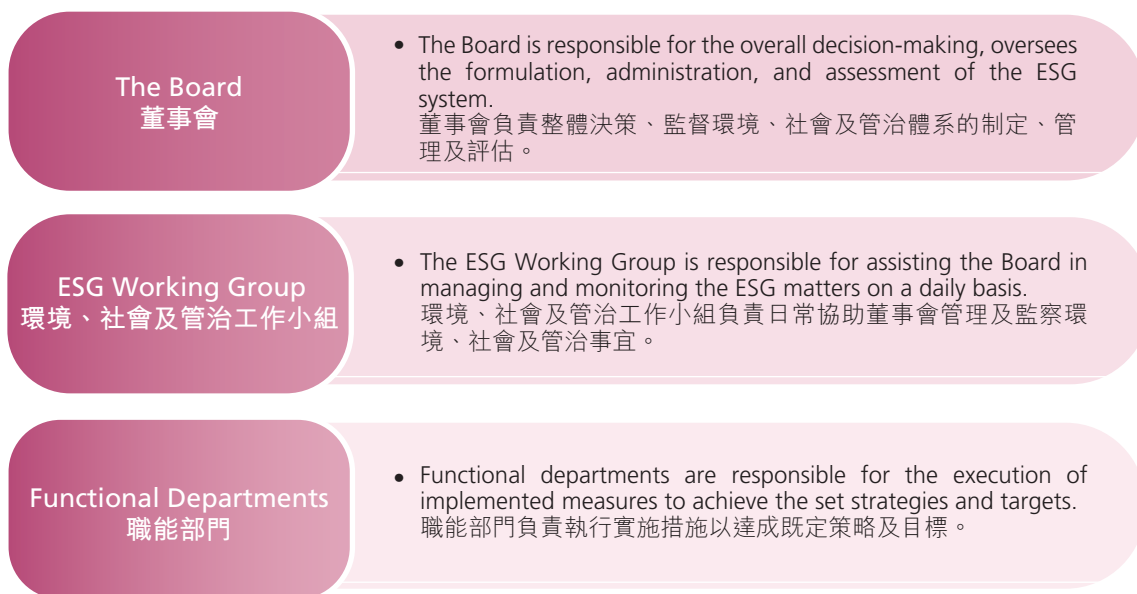 The Board
董事會
• The Board is responsible for the overall decision-making, oversees
the formulation, administration, and assessment of the ESG
system.
董事會負責整體決策、監督環境、社會及管治體系的制定、管
理及評估。
ESG Working Group
環境、社會及管治工作小組
• The ESG Working Group is responsible for assisting the Board in
managing and monitoring the ESG matters on a daily basis.
環境、社會及管治工作小組負責日常協助董事會管理及監察環
境、社會及管治事宜。
Functional Departments
職能部門
• Functional departments are responsible for the execution of
implemented measures to achieve the set strategies and targets.
職能部門負責執行實施措施以達成既定策略及目標。